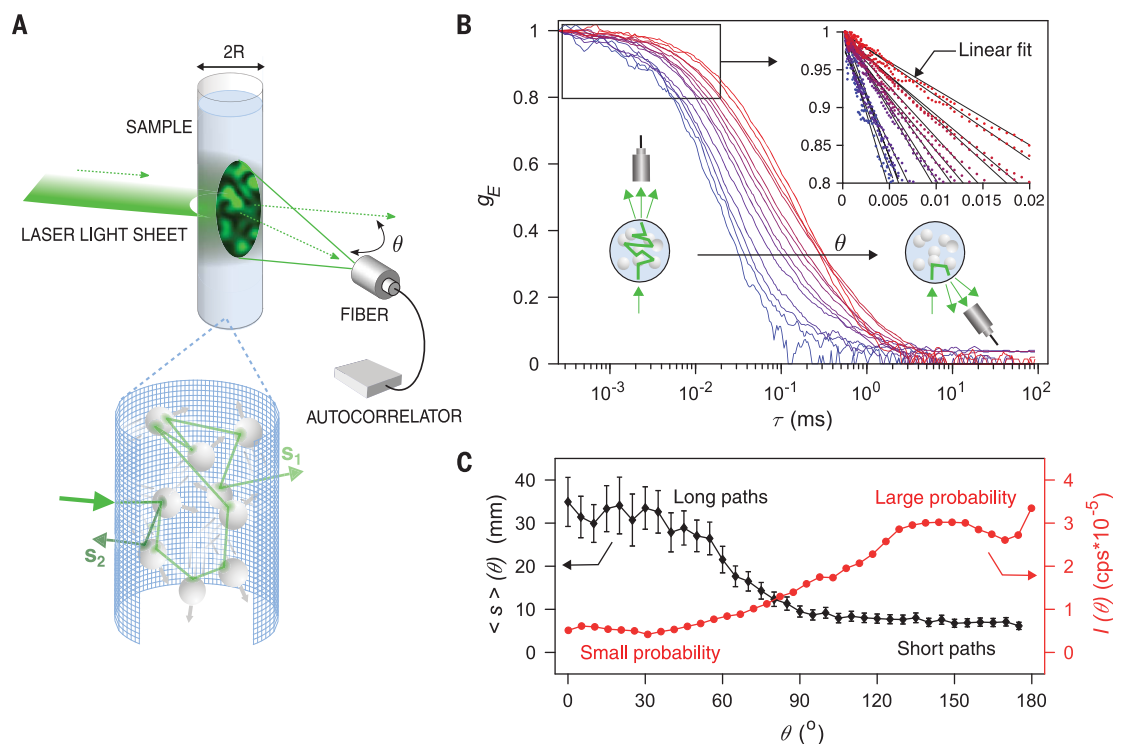 A
2R
SAMPLE
LASER LIGHT SHEET
θ
FIBER
AUTOCORRELATOR
s1
s2
B
gE
1
0.8
0.6
0.4
0.2
0
10-3
10-2
10-1
100
101
102
τ (ms)
θ
Linear fit
1
0.95
0.9
0.85
0.8
0
0.005
0.01
0.015
0.02
C
< s > (θ) (mm)
40
30
20
10
0
Long paths
Large probability
Small probability
Short paths
0
30
60
90
120
150
180
θ (o)
4
3
2
1
0
I (θ) (cps*10-5)